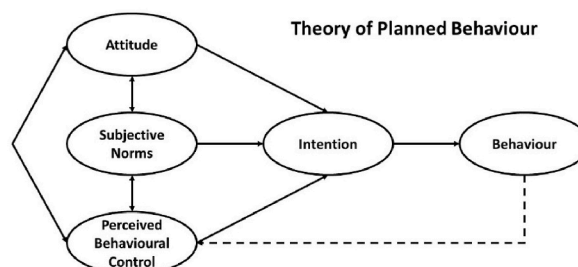 Theory of Planned Behaviour
Attitude
Subjective
Norms
Intention
Behaviour
Perceived
Behavioural
Control